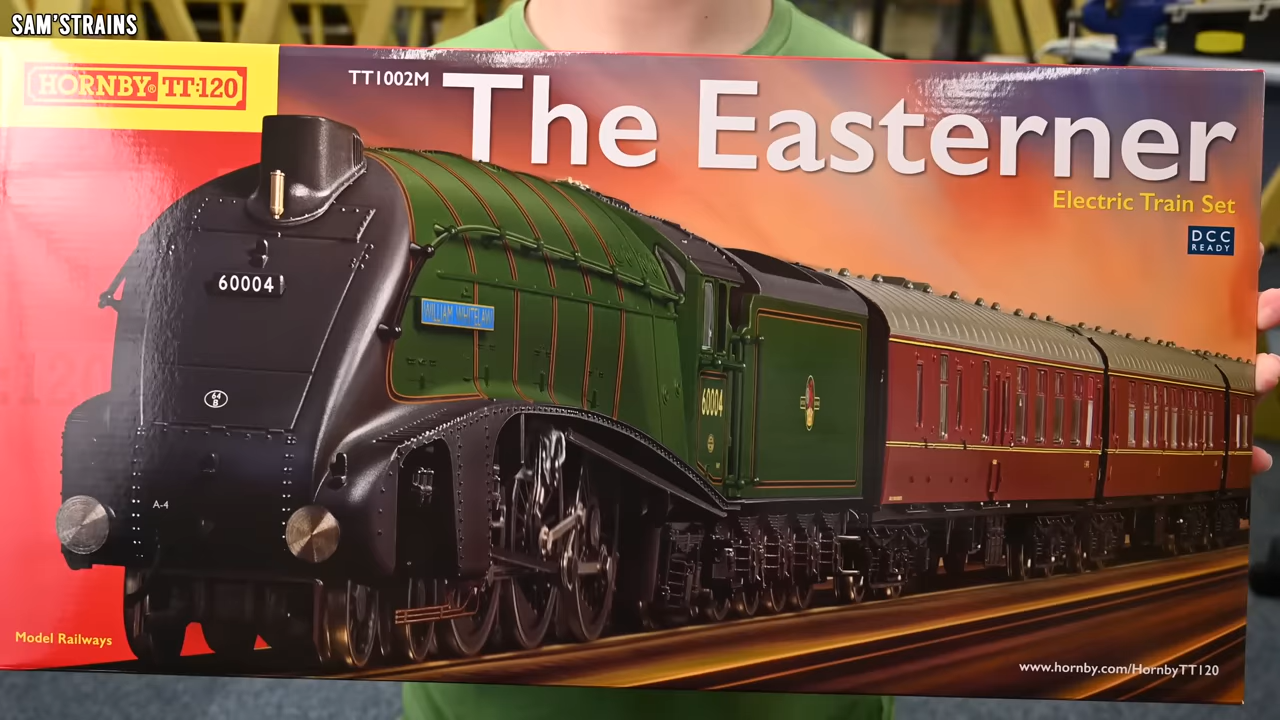 SAM'STRAINS
HORNBY® TT:120
TT1002M
The Easterner
Electric Train Set
DCC
READY
60004
WILLIAM WHITELAW
64
B
60004
A-4
Model Railways
www.hornby.com/HornbyTT120